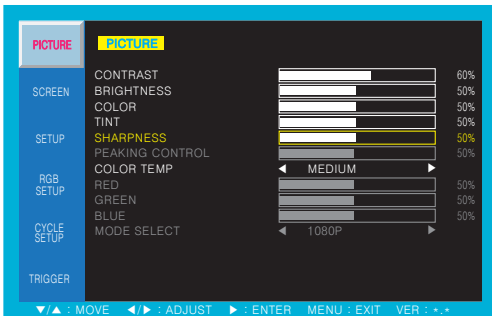 PICTURE
SCREEN
SETUP
RGB
SETUP
CYCLE
SETUP
TRIGGER
PICTURE
CONTRAST 60%
BRIGHTNESS 50%
COLOR 50%
TINT 50%
SHARPNESS 50%
PEAKING CONTROL 50%
COLOR TEMP ◀ MEDIUM ▶
RED 50%
GREEN 50%
BLUE 50%
MODE SELECT ◀ 1080P ▶
▼/▲ : MOVE ◀/▶ : ADJUST ▶ : ENTER MENU : EXIT VER : *.*